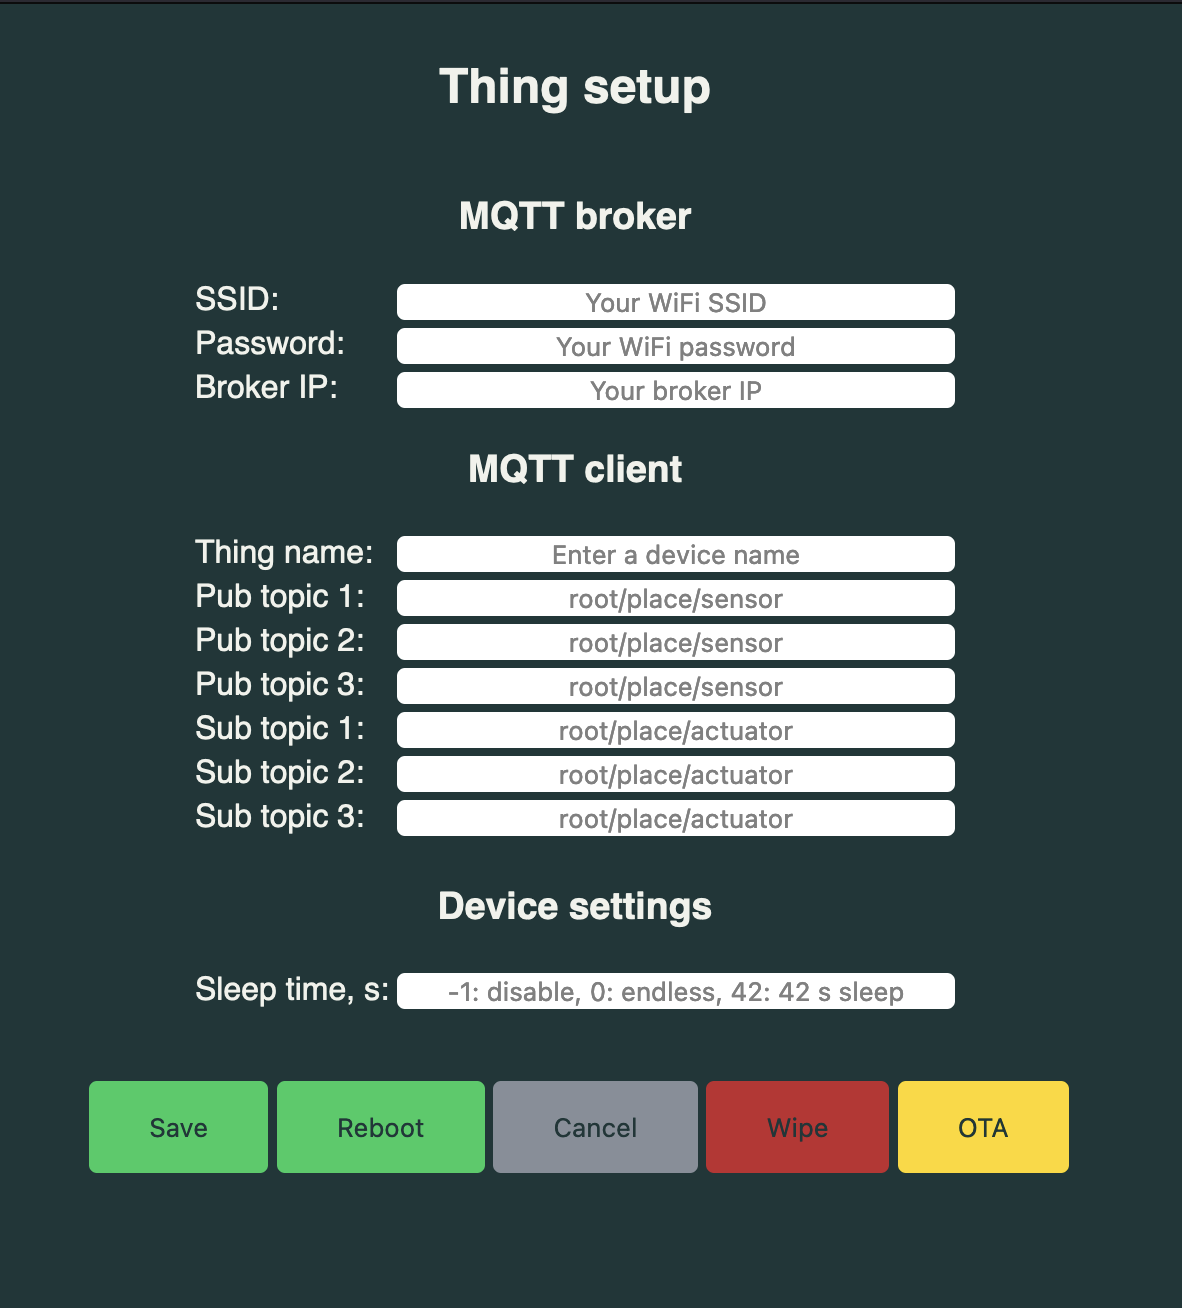 Thing setup
MQTT broker
SSID: Your WiFi SSID
Password: Your WiFi password
Broker IP: Your broker IP
MQTT client
Thing name: Enter a device name
Pub topic 1: root/place/sensor
Pub topic 2: root/place/sensor
Pub topic 3: root/place/sensor
Sub topic 1: root/place/actuator
Sub topic 2: root/place/actuator
Sub topic 3: root/place/actuator
Device settings
Sleep time, s: -1: disable, 0: endless, 42: 42 s sleep
Save Reboot Cancel Wipe OTA